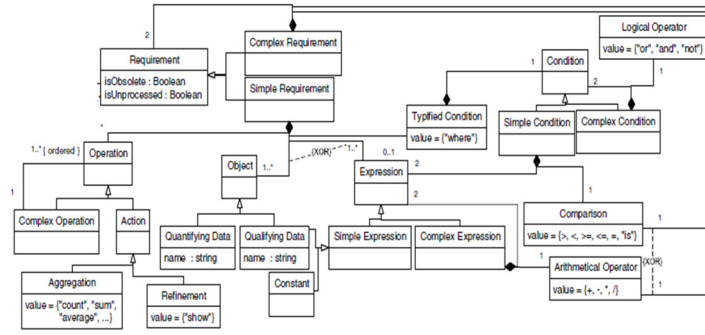 Logical Operator
value = {"or", "and", "not"}
2
Complex Requirement
1
Requirement
isObsolete : Boolean
isUnprocessed : Boolean
Simple Requirement
1
Condition
2
Typified Condition
value = {"where"}
Simple Condition
Complex Condition
*
1..* { ordered }
Operation
Object
1..*
{XOR}
1..*
0..1
Expression
2
2
1
1
Complex Operation
Action
Quantifying Data
name : string
Qualifying Data
name : string
Simple Expression
Complex Expression
Comparison
value = {>, <, >=, <=, =, "is"}
1
Constant
1
Arithmetical Operator
value = {+, -, *, /}
{XOR}
1
Aggregation
value = {"count", "sum",
"average", ...}
Refinement
value = {"show"}